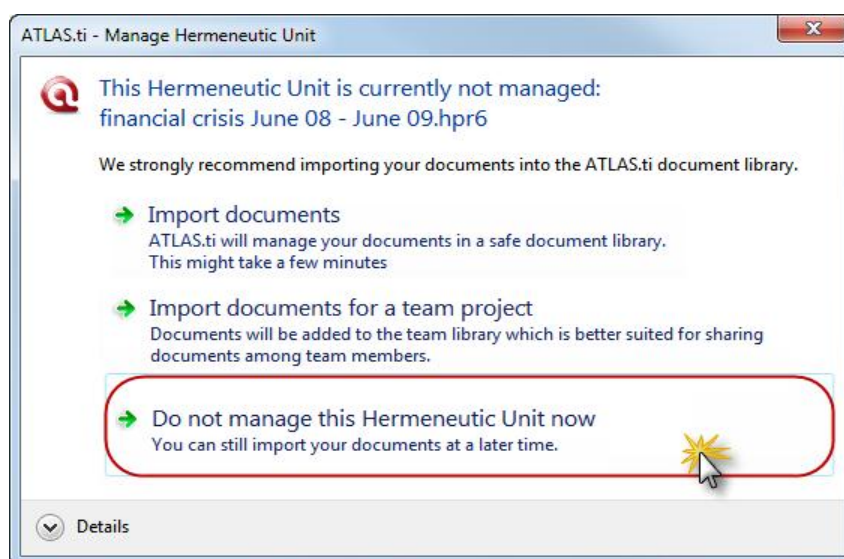 ATLAS.ti - Manage Hermeneutic Unit
This Hermeneutic Unit is currently not managed:
financial crisis June 08 - June 09.hpr6
We strongly recommend importing your documents into the ATLAS.ti document library.
Import documents
ATLAS.ti will manage your documents in a safe document library.
This might take a few minutes
Import documents for a team project
Documents will be added to the team library which is better suited for sharing
documents among team members.
Do not manage this Hermeneutic Unit now
You can still import your documents at a later time.
Details